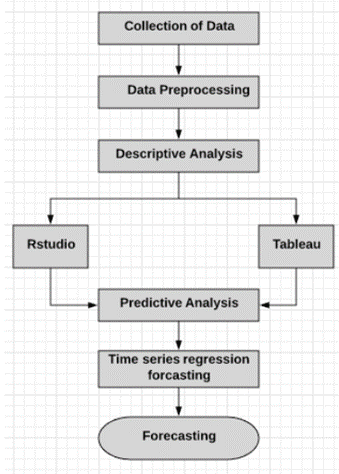 Collection of Data
Data Preprocessing
Descriptive Analysis
Rstudio
Tableau
Predictive Analysis
Time series regression
forcasting
Forecasting